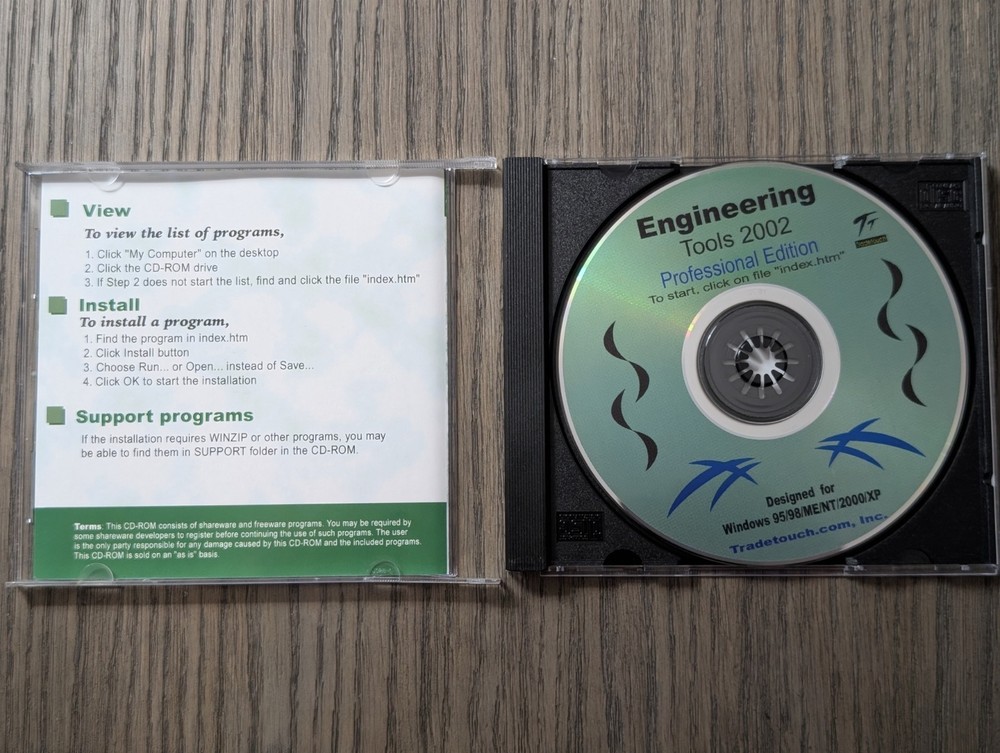 View
To view the list of programs,
1. Click "My Computer" on the desktop
2. Click the CD-ROM drive
3. If Step 2 does not start the list, find and click the file "index.htm"
Install
To install a program,
1. Find the program in index.htm
2. Click Install button
3. Choose Run... or Open... instead of Save...
4. Click OK to start the installation
Support programs
If the installation requires WINZIP or other programs, you may
be able to find them in SUPPORT folder in the CD-ROM.
Terms: This CD-ROM consists of shareware and freeware programs. You may be required by
some shareware developers to register before continuing the use of such programs. The user
is the only party responsible for any damage caused by this CD-ROM and the included programs.
This CD-ROM is sold on an "as is" basis.
Engineering
Tools 2002
Professional Edition
To start, click on file "index.htm"
TT
Designed for
Windows 95/98/ME/NT/2000/XP
Tradetouch.com, Inc.